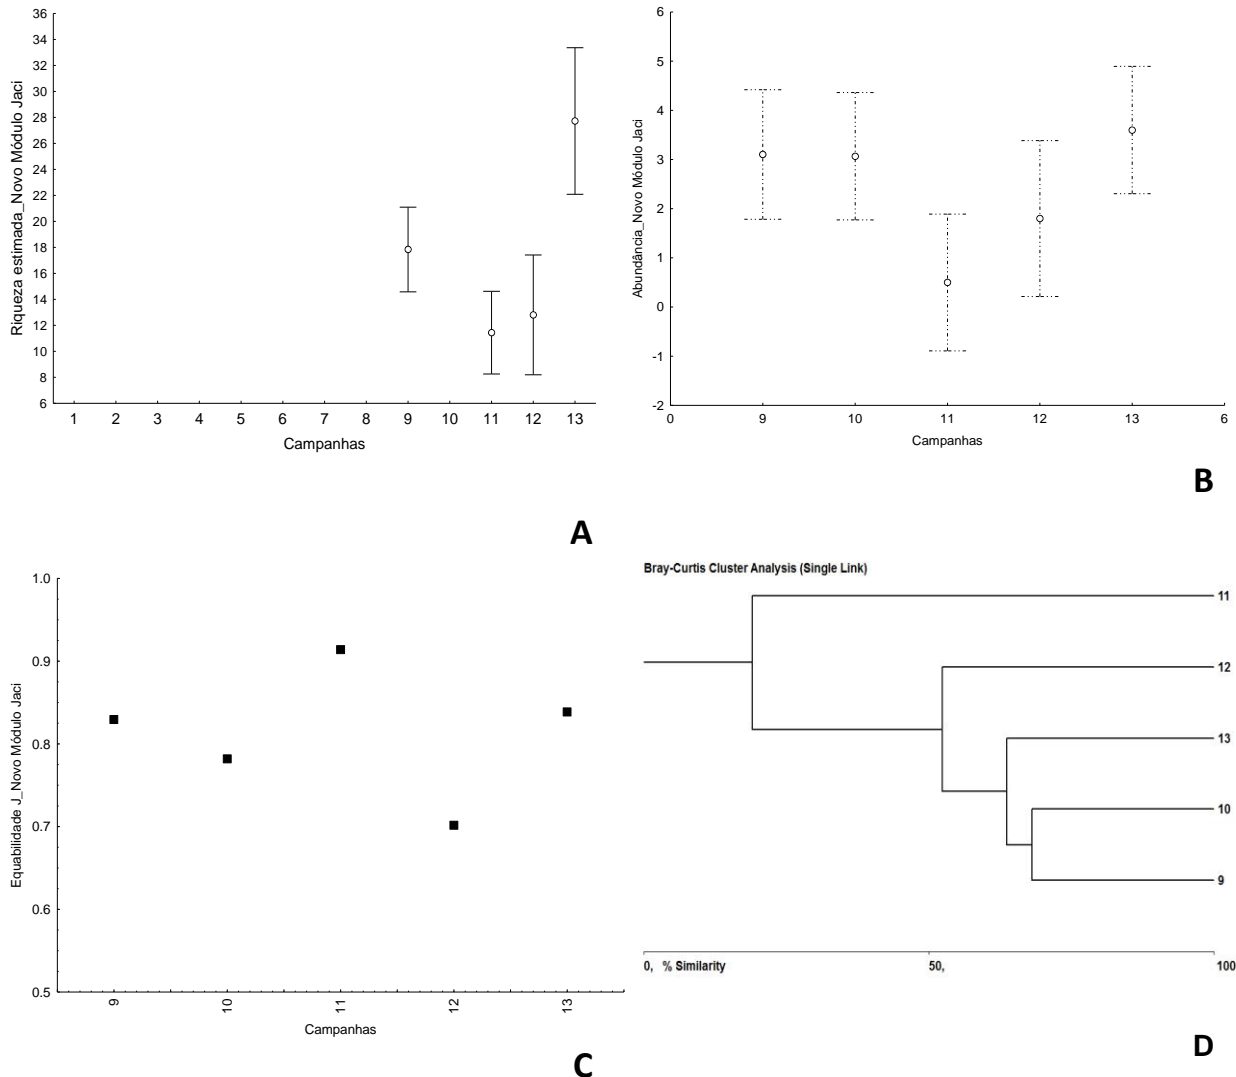 Riqueza estimada_Novo Módulo Jaci
36
34
32
30
28
26
24
22
20
18
16
14
12
10
8
6
1 2 3 4 5 6 7 8 9 10 11 12 13
Campanhas
A
Abundância_Novo Módulo Jaci
6
5
4
3
2
1
0
-1
-2
0 9 10 11 12 13 6
Campanhas
B
Equabilidade J_Novo Módulo Jaci
1.0
0.9
0.8
0.7
0.6
0.5
9 10 11 12 13
Campanhas
C
Bray-Curtis Cluster Analysis (Single Link)
11
12
13
10
9
0, % Similarity 50, 100
D